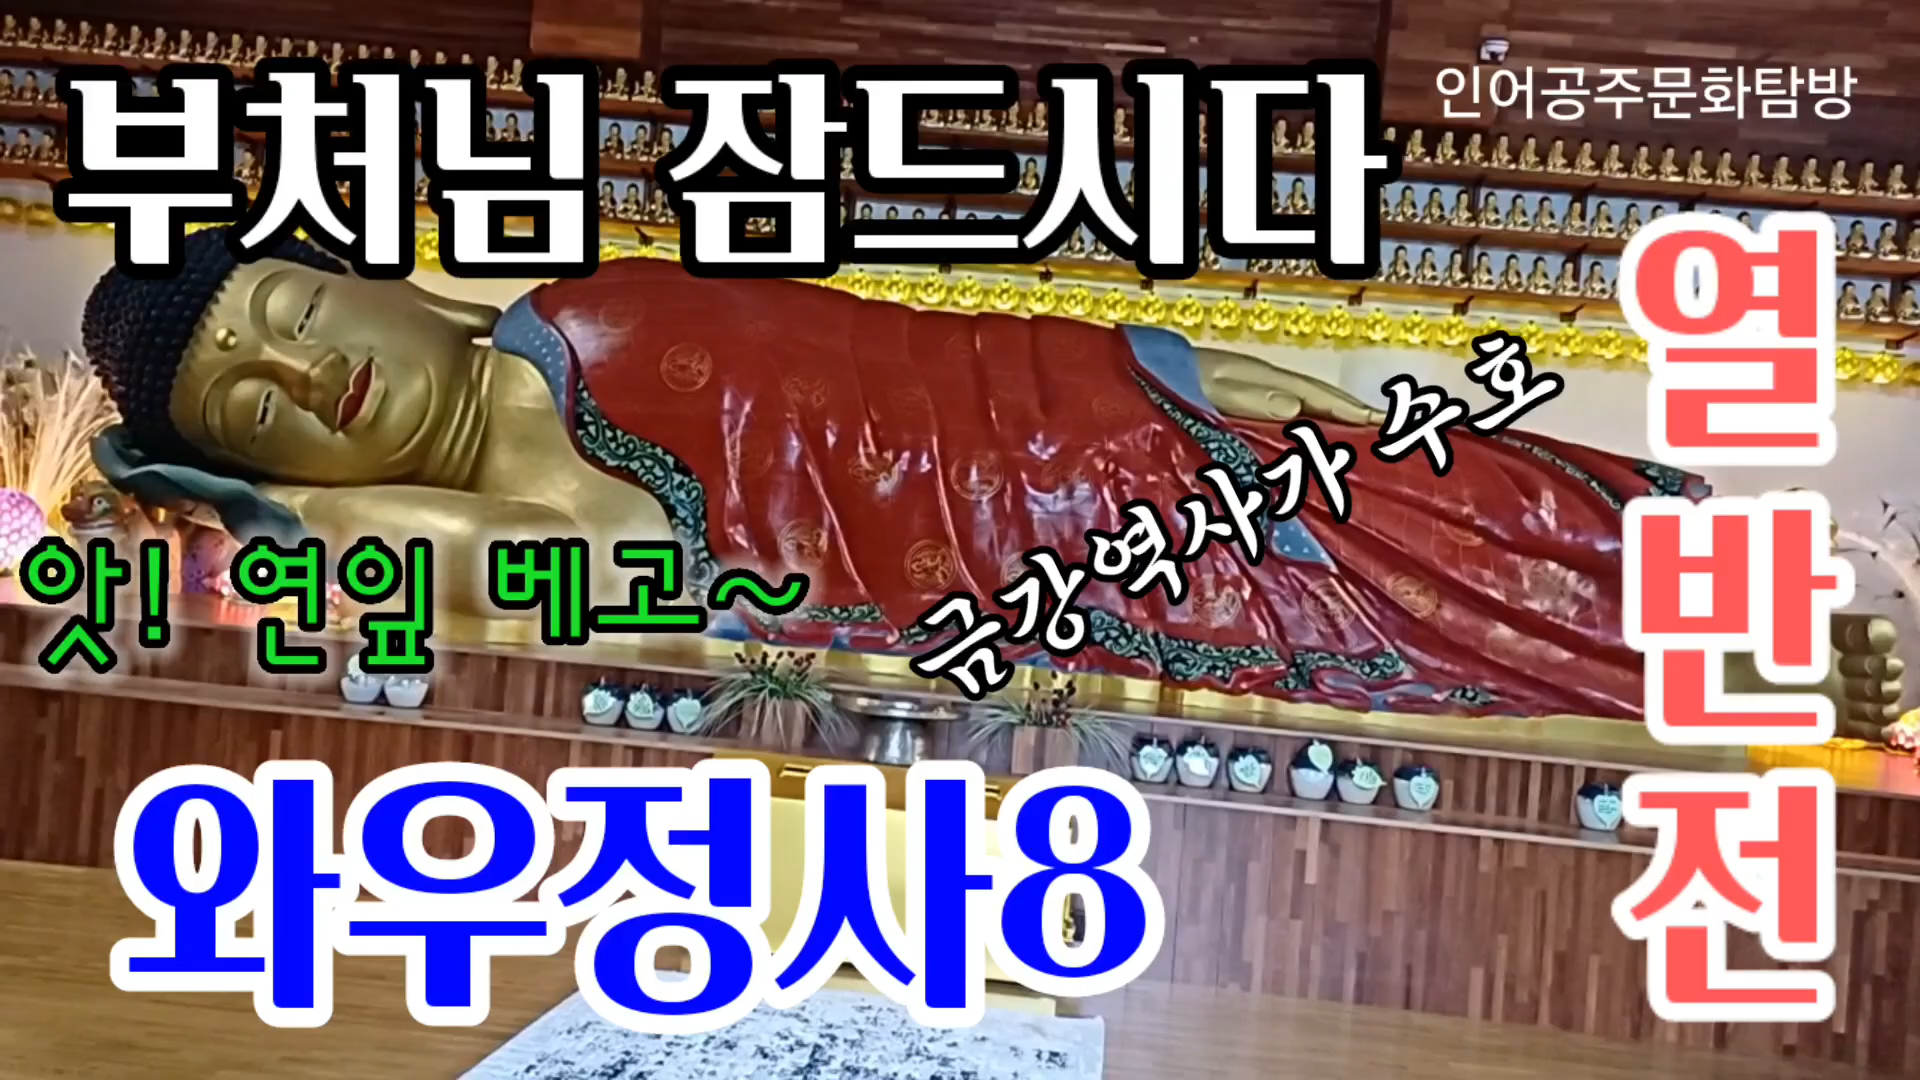 인어공주문화탐방
부처님 잠드시다
열반전
금강역사가 수호
앗! 연잎 베고~
와우정사8